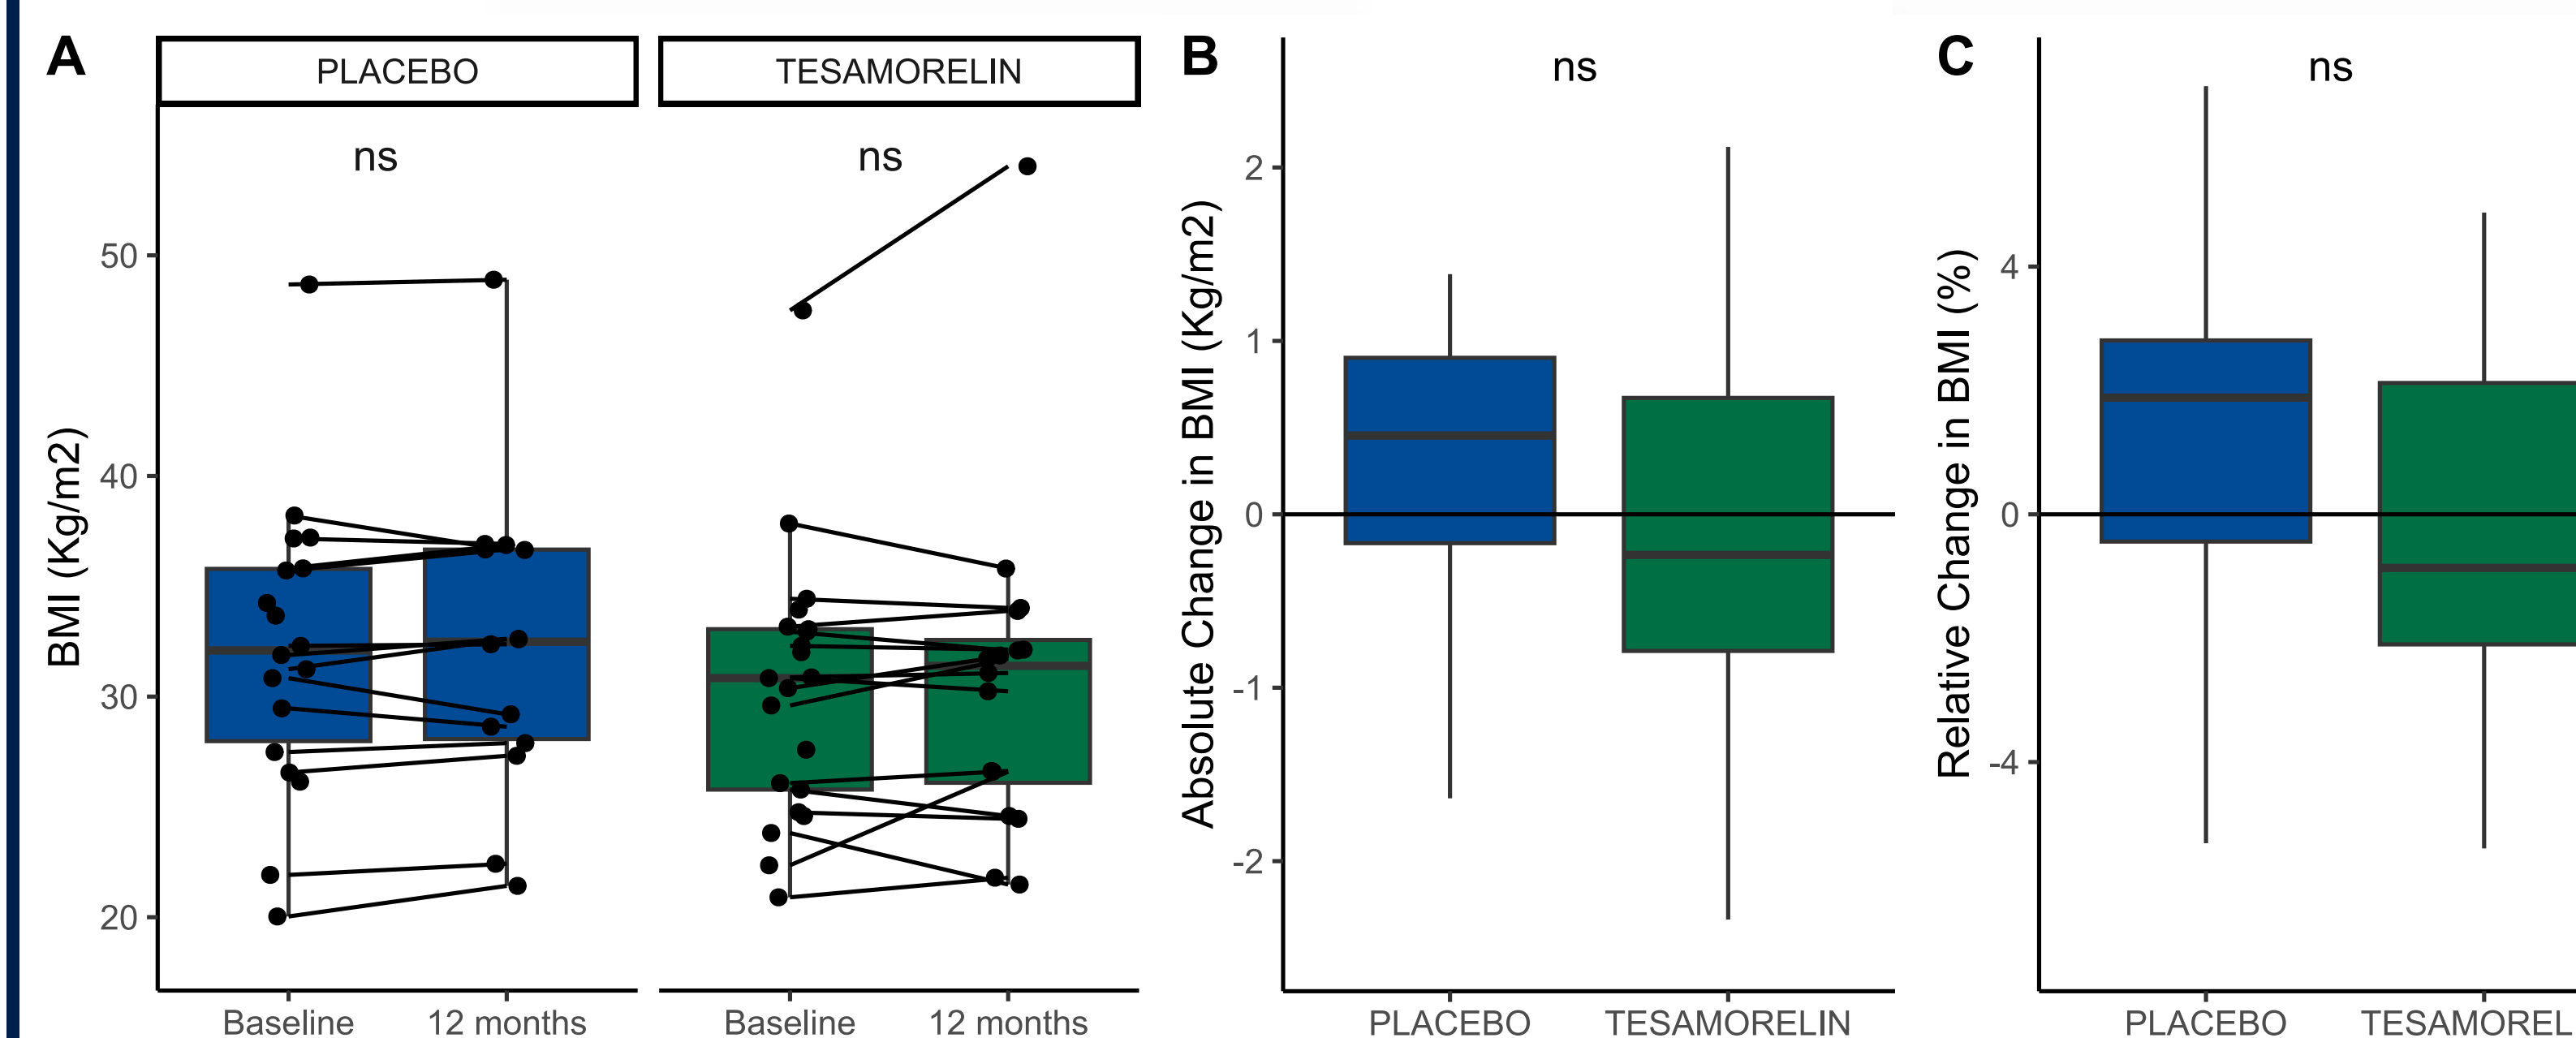 A
PLACEBO
TESAMORELIN
ns
ns
BMI (Kg/m2)
50
40
30
20
Baseline
12 months
Baseline
12 months
B
ns
Absolute Change in BMI (Kg/m2)
2
1
0
-1
-2
PLACEBO
TESAMORELIN
C
ns
Relative Change in BMI (%)
4
0
-4
PLACEBO
TESAMOREL